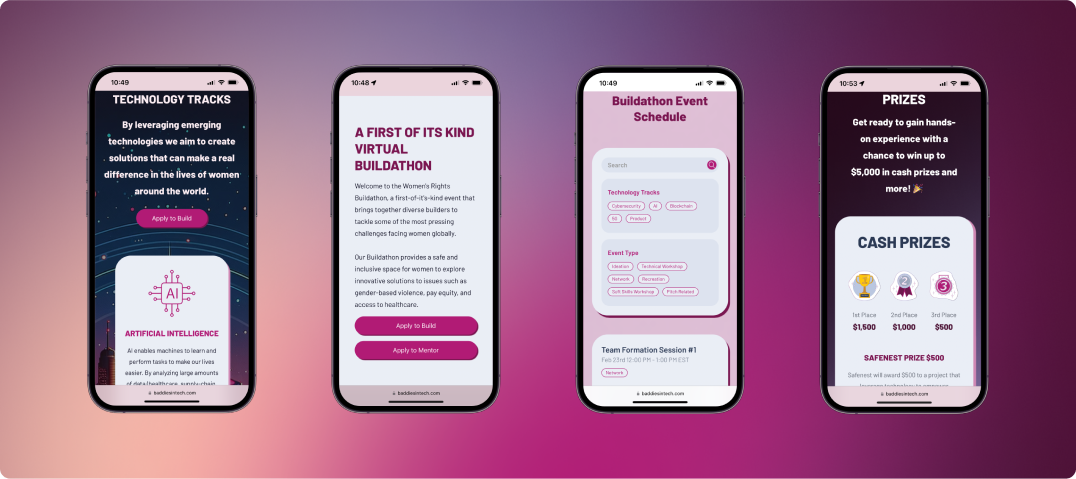 10:49
TECHNOLOGY TRACKS
By leveraging emerging
technologies we aim to create
solutions that can make a real
difference in the lives of women
around the world.
Apply to Build
AI
ARTIFICIAL INTELLIGENCE
AI enables machines to learn and
perform tasks to make our lives
easier. By analyzing large amounts
of data (healthcare, supply-chain,
baddiesintech.com
10:48
A FIRST OF ITS KIND
VIRTUAL
BUILDATHON
Welcome to the Women's Rights
Buildathon, a first-of-it's-kind event that
brings together diverse builders to
tackle some of the most pressing
challenges facing women globally.
Our Buildathon provides a safe and
inclusive space for women to explore
innovative solutions to issues such as
gender-based violence, pay equity, and
access to healthcare.
Apply to Build
Apply to Mentor
baddiesintech.com
10:49
Buildathon Event
Schedule
Search
Technology Tracks
Cybersecurity AI Blockchain
5G Product
Event Type
Ideation Technical Workshop
Network Recreation
Soft Skills Workshop Pitch Related
Team Formation Session #1
Feb 23rd 12:00 PM - 1:00 PM EST
Network
baddiesintech.com
10:53
PRIZES
Get ready to gain hands-
on experience with a
chance to win up to
$5,000 in cash prizes and
more! 🎉
CASH PRIZES
1 2 3
1st Place 2nd Place 3rd Place
$1,500 $1,000 $500
SAFENEST PRIZE $500
Safenest will award $500 to a project that
baddiesintech.com